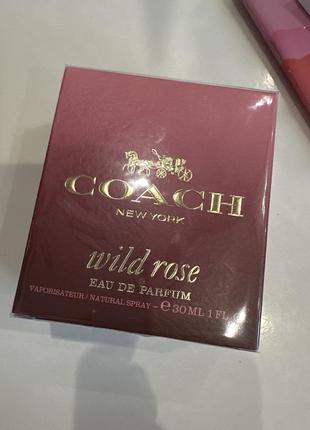 COACH
NEW YORK
wild rose
EAU DE PARFUM
VAPORISATEUR / NATURAL SPRAY – ℮ 30 ML 1 FL